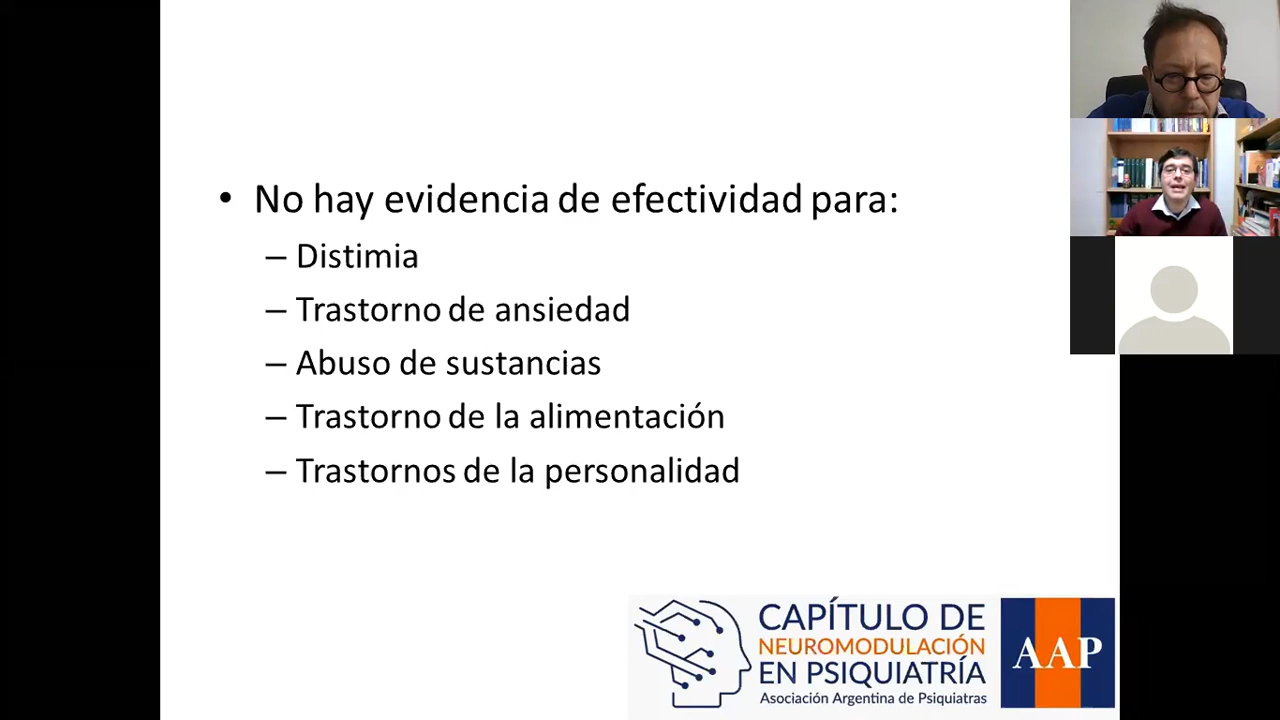 • No hay evidencia de efectividad para:
– Distimia
– Trastorno de ansiedad
– Abuso de sustancias
– Trastorno de la alimentación
– Trastornos de la personalidad
CAPÍTULO DE
NEUROMODULACIÓN
EN PSIQUIATRÍA
Asociación Argentina de Psiquiatras
AAP